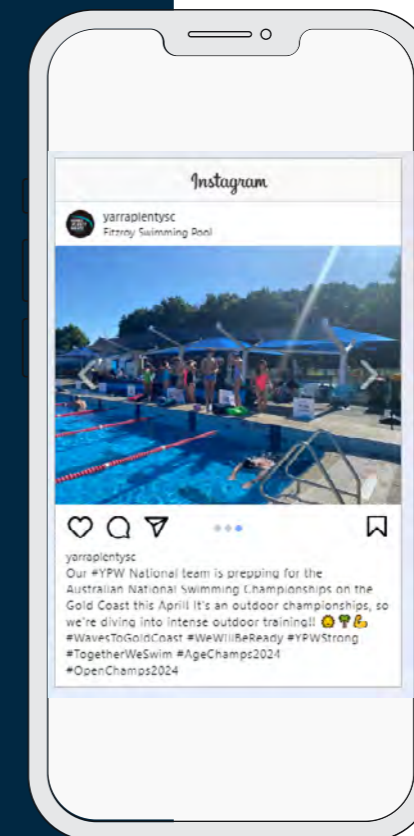 Instagram
yarraplentysc
Fitzroy Swimming Pool
yarraplentysc
Our #YPW National team is prepping for the
Australian National Swimming Championships on the
Gold Coast this April! It's an outdoor championships, so
we're diving into intense outdoor training!! 🌞🌳💪
#WavesToGoldCoast #WeWillBeReady #YPWStrong
#TogetherWeSwim #AgeChamps2024
#OpenChamps2024